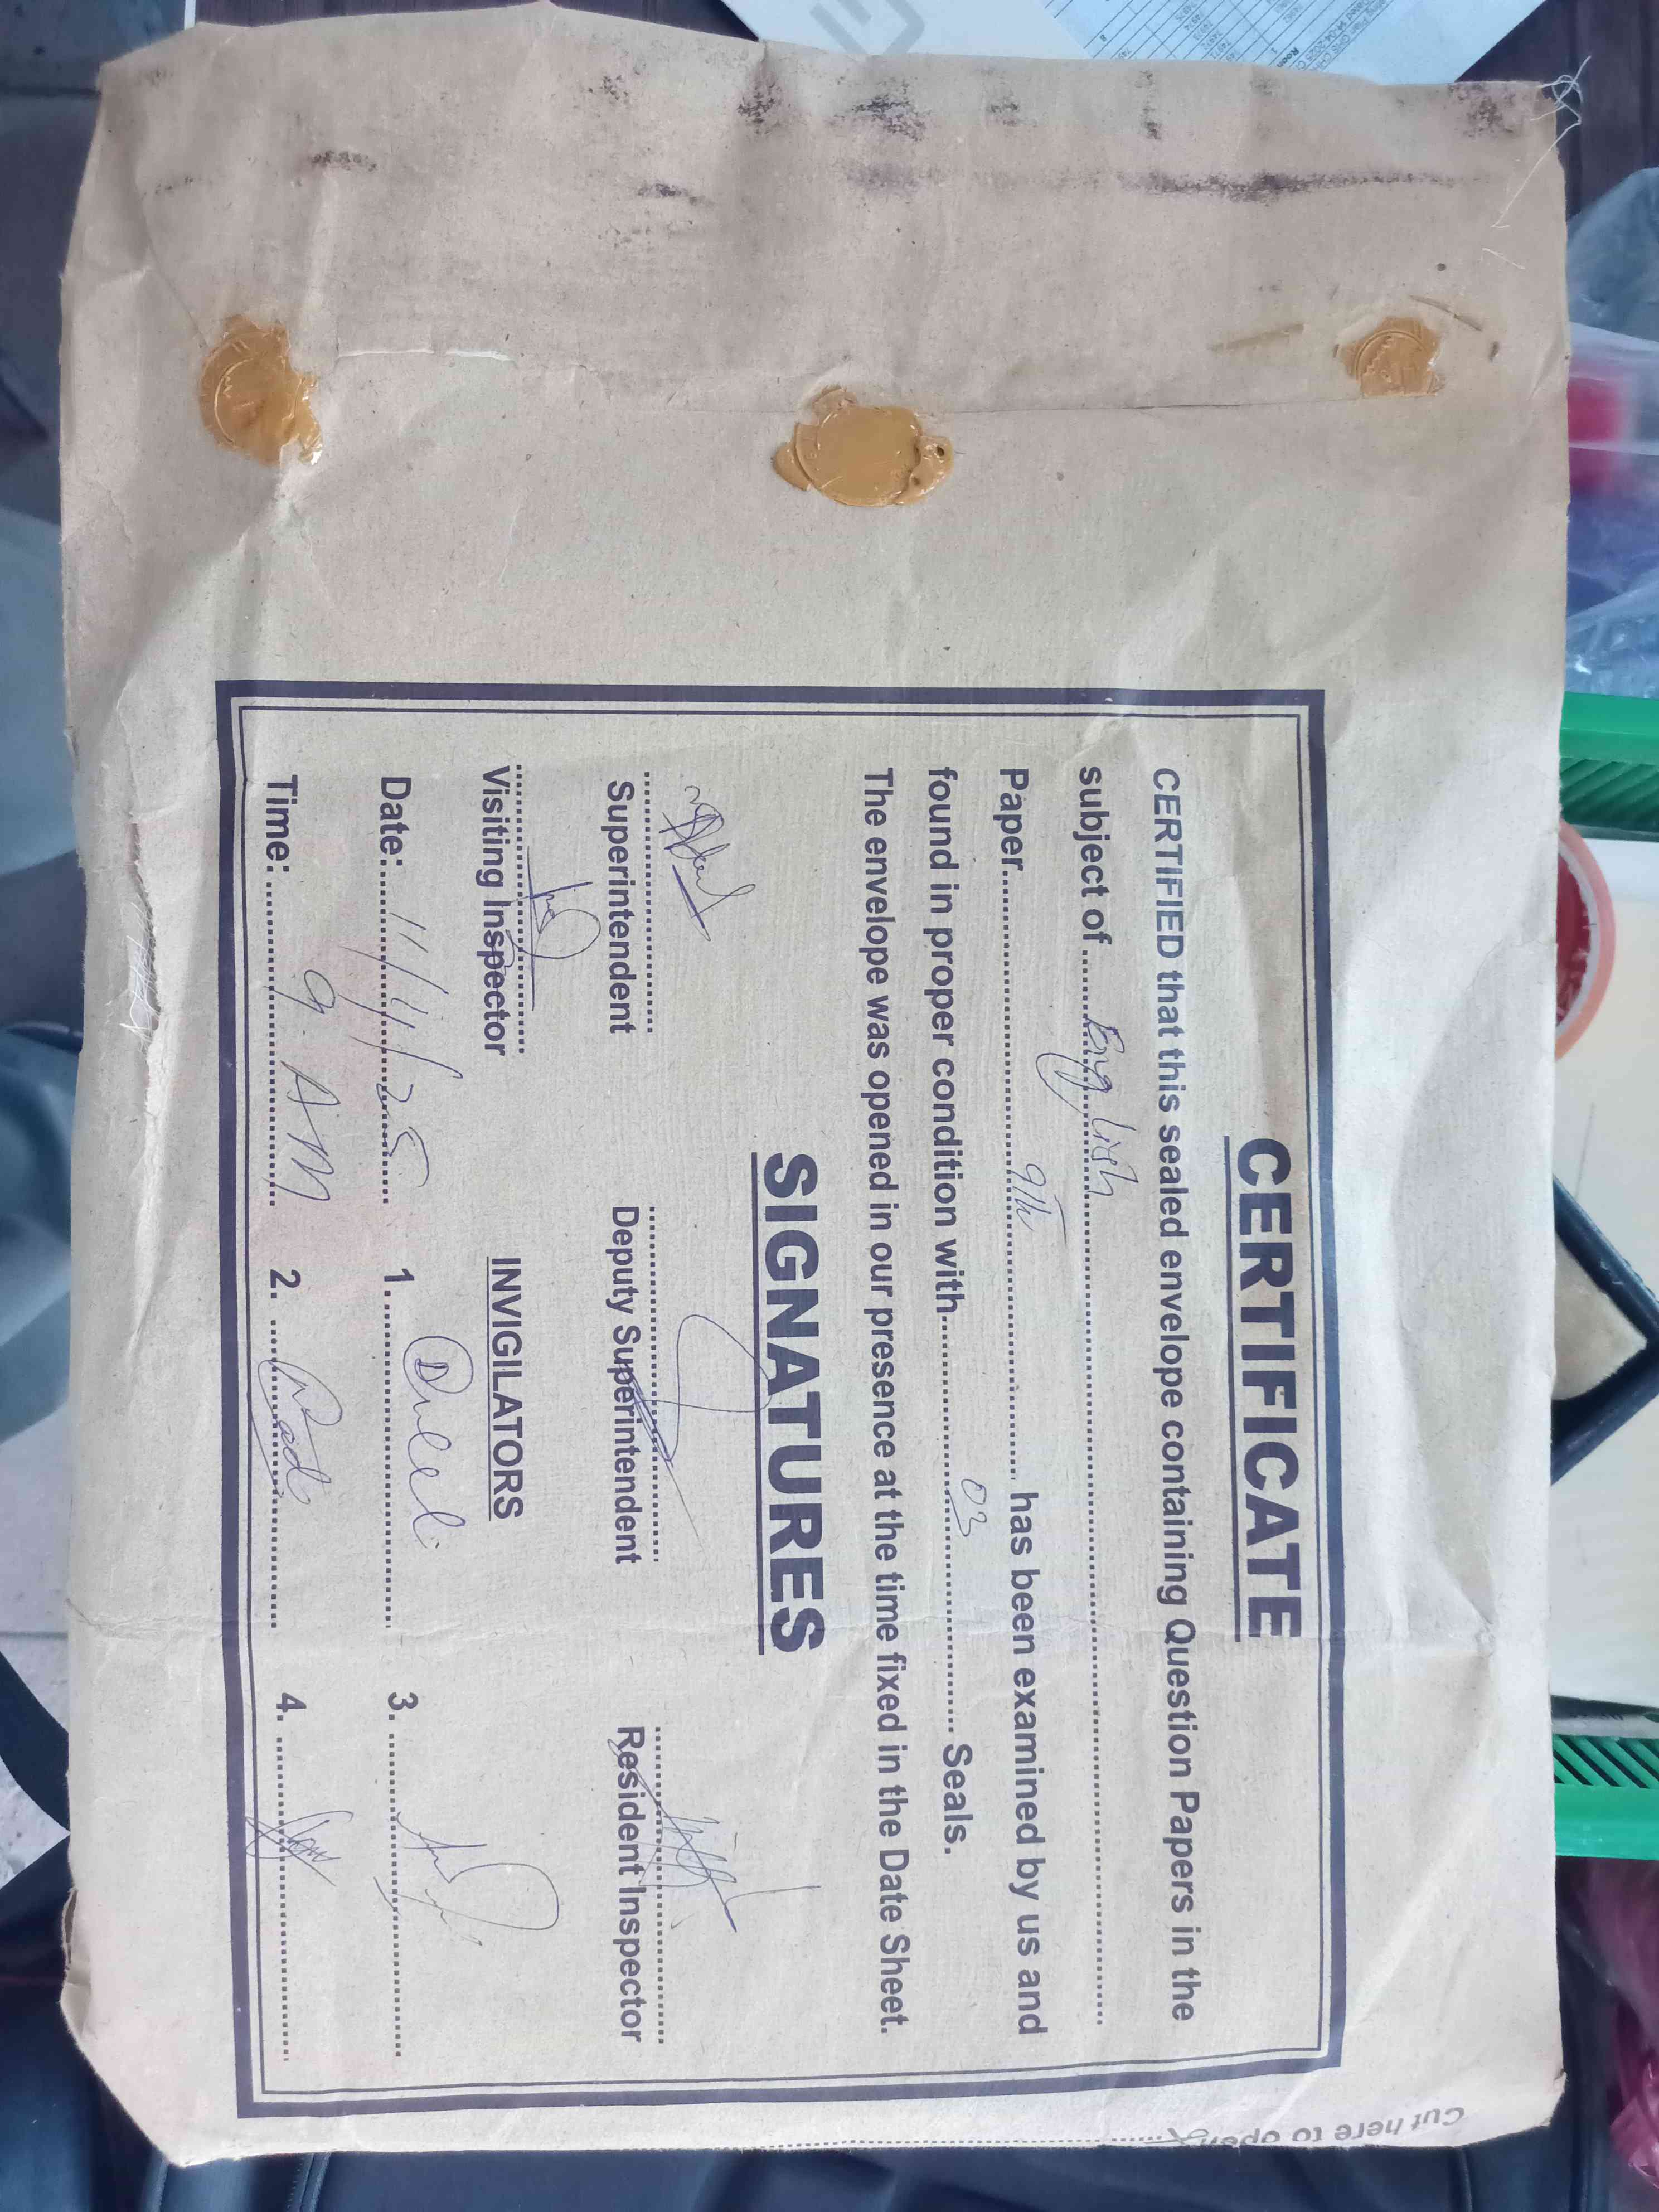 CERTIFICATE
CERTIFIED that this sealed envelope containing Question Papers in the
subject of ........ English ........
Paper ........ 9th ........ has been examined by us and
found in proper condition with ........ 03 ........ Seals.
The envelope was opened in our presence at the time fixed in the Date Sheet.
SIGNATURES
Superintendent Deputy Superintendent Resident Inspector
Visiting Inspector INVIGILATORS
Date: 11/11/25 1. 3.
Time: 9. AM 2. 4.
Cut here to open